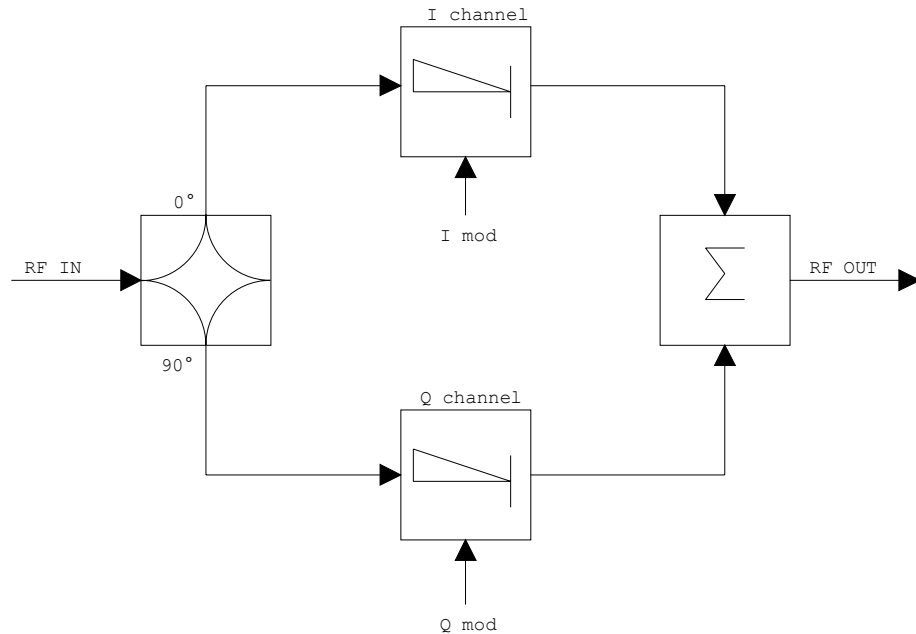 I channel
I mod
0°
RF IN
Σ
RF OUT
90°
Q channel
Q mod